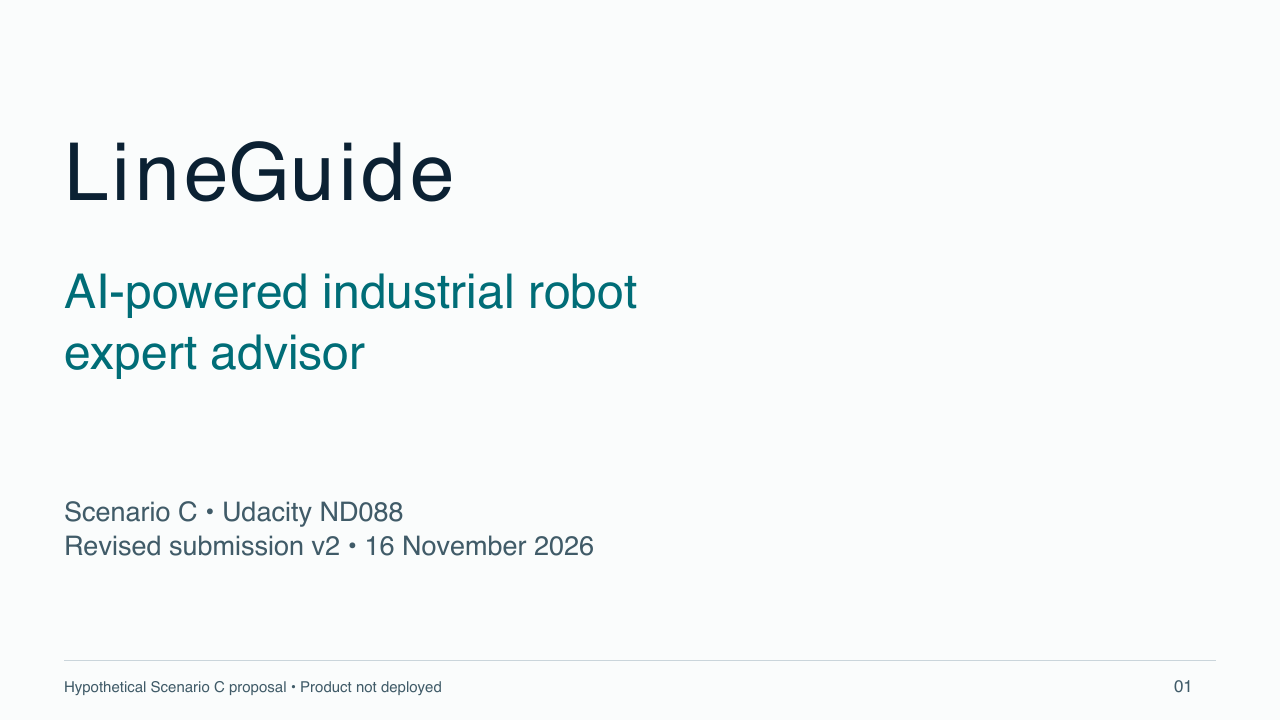 LineGuide
AI-powered industrial robot
expert advisor
Scenario C • Udacity ND088
Revised submission v2 • 16 November 2026
Hypothetical Scenario C proposal • Product not deployed
01